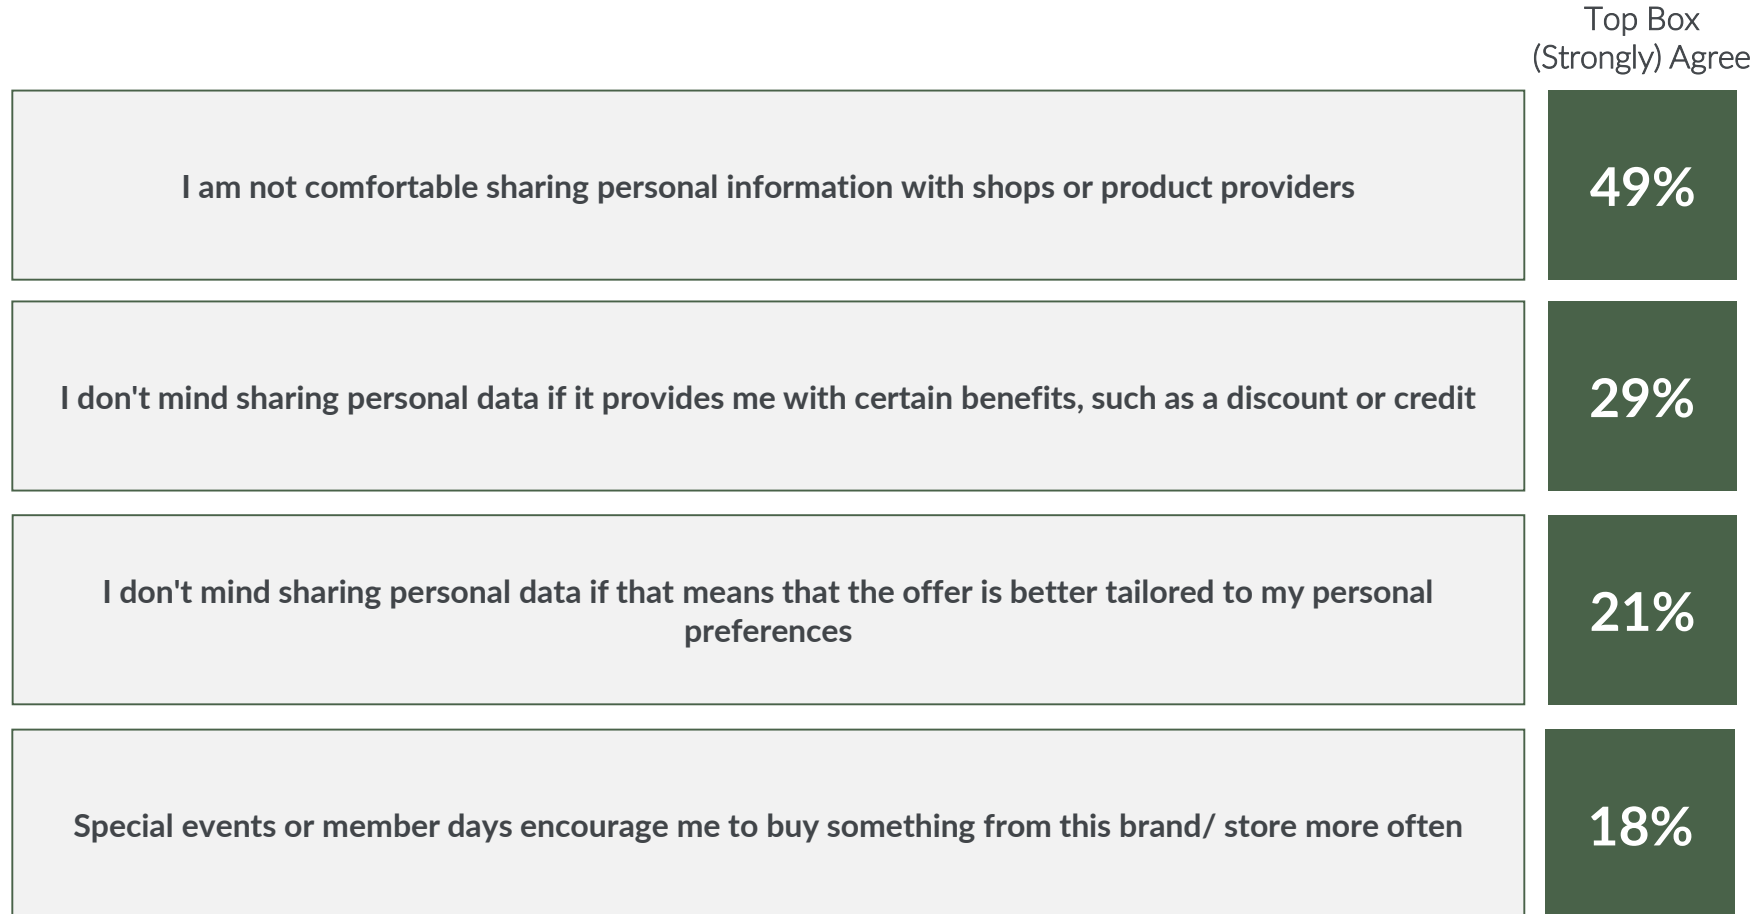 Top Box
(Strongly) Agree
I am not comfortable sharing personal information with shops or product providers
49%
I don't mind sharing personal data if it provides me with certain benefits, such as a discount or credit
29%
I don't mind sharing personal data if that means that the offer is better tailored to my personal
preferences
21%
Special events or member days encourage me to buy something from this brand/ store more often
18%